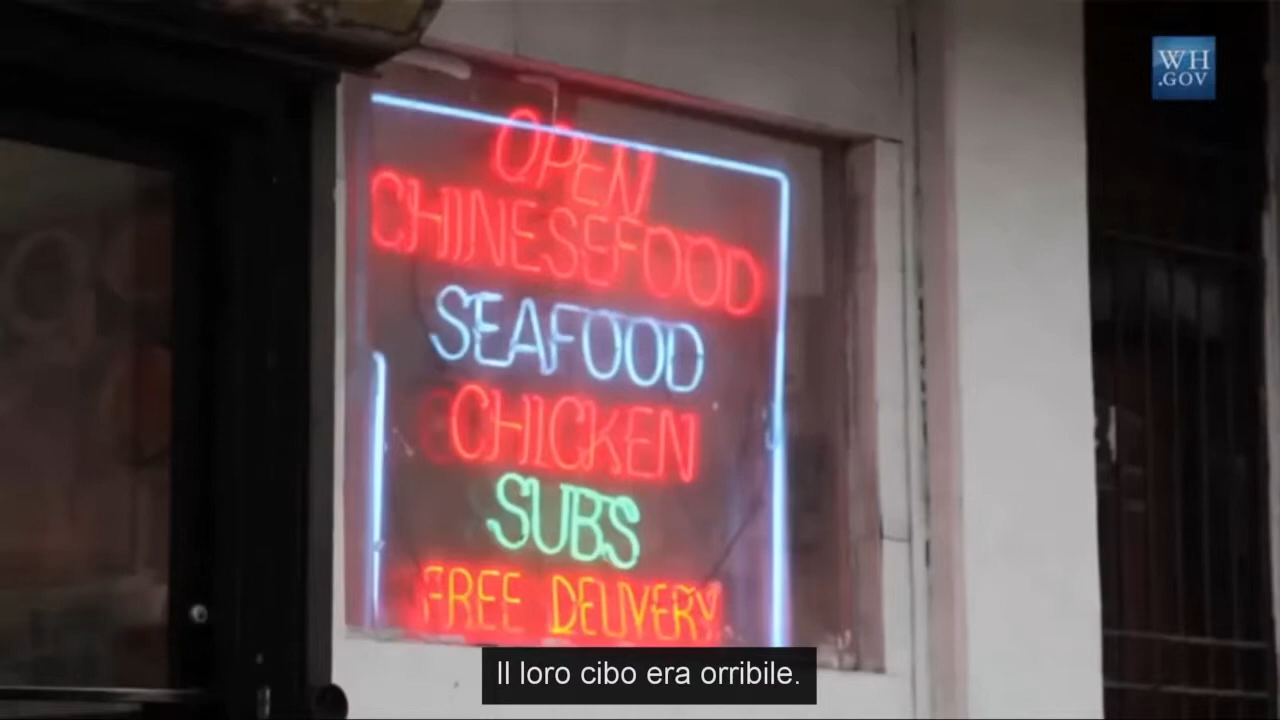 WH
.GOV
OPEN
CHINESEFOOD
SEAFOOD
CHICKEN
SUBS
FREE DELIVERY
Il loro cibo era orribile.